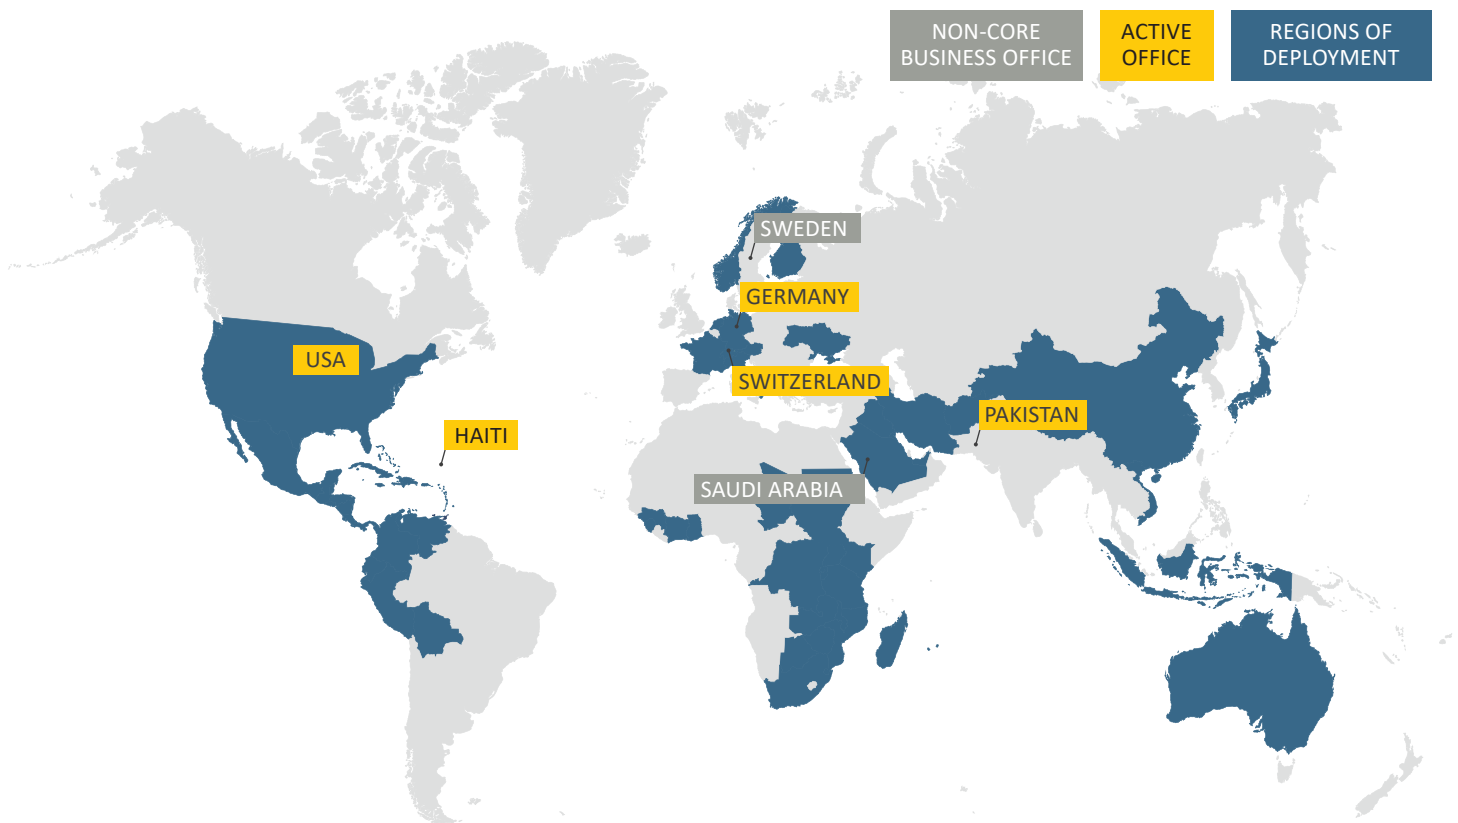 NON-CORE
BUSINESS OFFICE
ACTIVE
OFFICE
REGIONS OF
DEPLOYMENT
SWEDEN
GERMANY
USA
SWITZERLAND
PAKISTAN
HAITI
SAUDI ARABIA